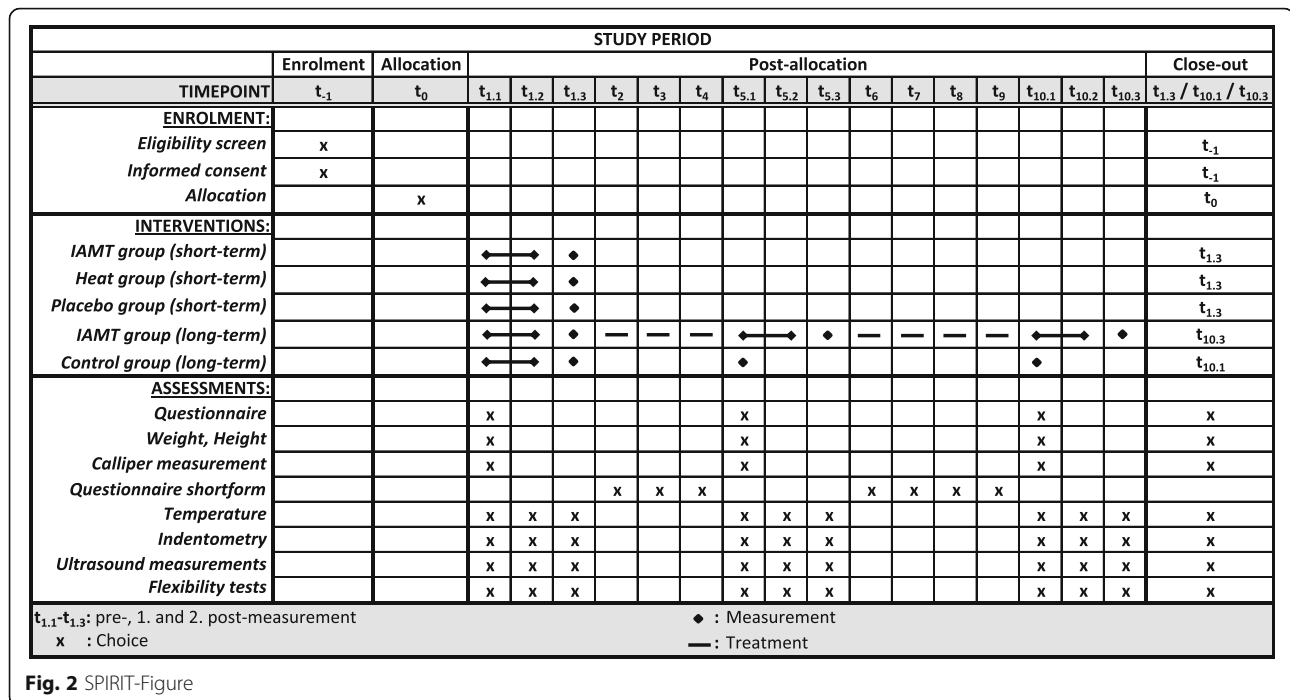 STUDY PERIOD
Enrolment Allocation Post-allocation Close-out
TIMEPOINT t-1 t0 t1.1 t1.2 t1.3 t2 t3 t4 t5.1 t5.2 t5.3 t6 t7 t8 t9 t10.1 t10.2 t10.3 t1.3 / t10.1 / t10.3
ENROLMENT:
Eligibility screen x t-1
Informed consent x t-1
Allocation x t0
INTERVENTIONS:
IAMT group (short-term) t1.3
Heat group (short-term) t1.3
Placebo group (short-term) t1.3
IAMT group (long-term) t10.3
Control group (long-term) t10.1
ASSESSMENTS:
Questionnaire x x x x
Weight, Height x x x x
Calliper measurement x x x x
Questionnaire shortform x x x x x x x
Temperature x x x x x x x x x x
Indentometry x x x x x x x x x x
Ultrasound measurements x x x x x x x x x x
Flexibility tests x x x x x x x x x x
t1.1-t1.3: pre-, 1. and 2. post-measurement ◆ : Measurement
x : Choice — : Treatment
Fig. 2 SPIRIT-Figure